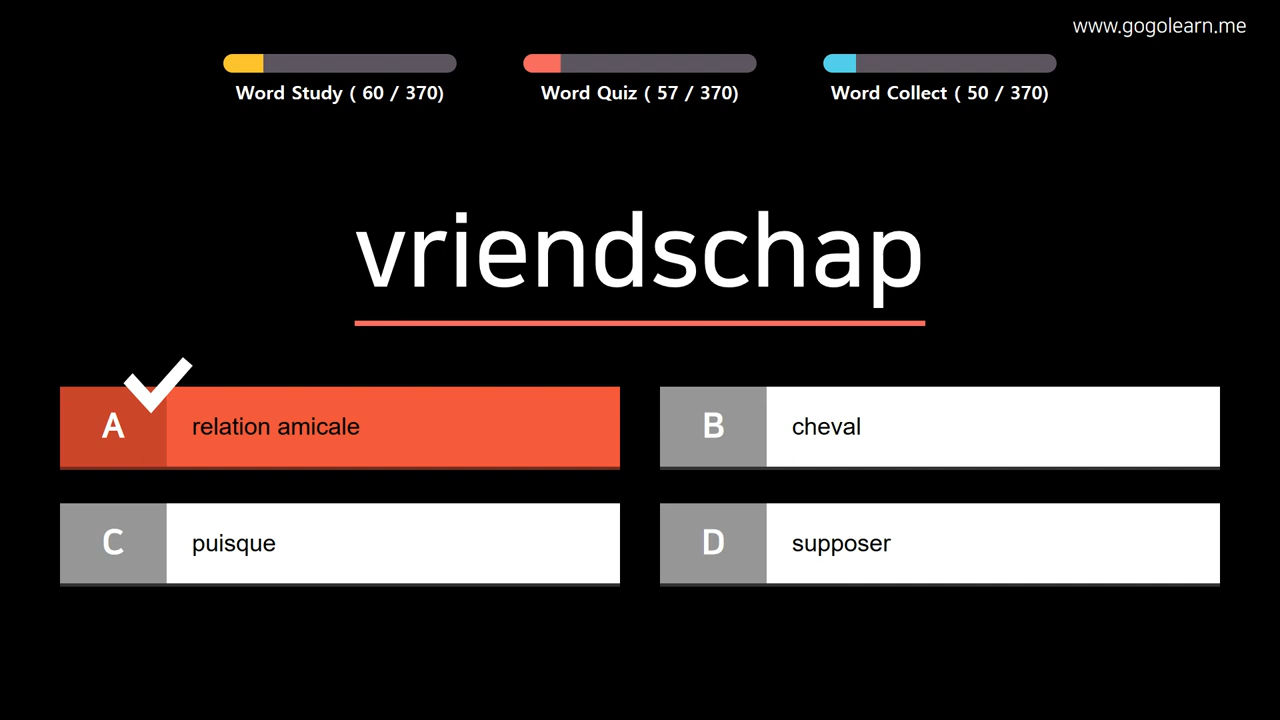 www.gogolearn.me
Word Study ( 60 / 370)
Word Quiz ( 57 / 370)
Word Collect ( 50 / 370)
vriendschap
A relation amicale
B cheval
C puisque
D supposer